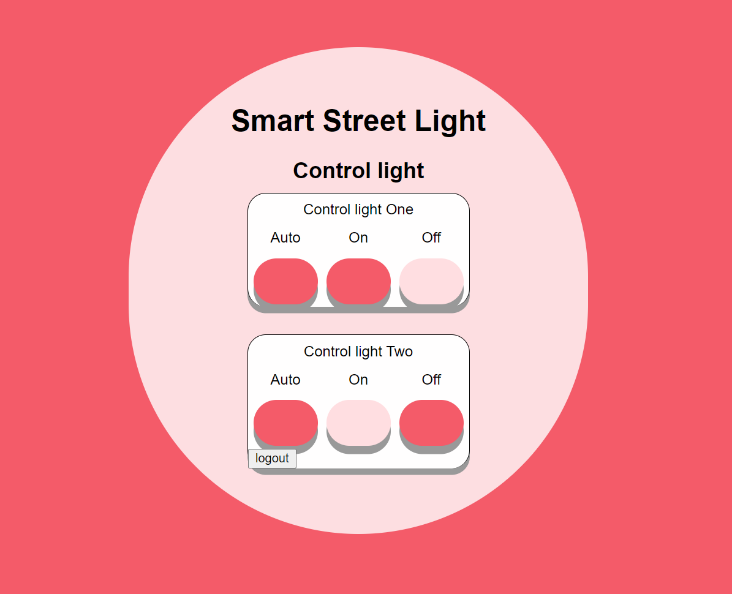 Smart Street Light
Control light
Control light One
Auto On Off
Control light Two
Auto On Off
logout